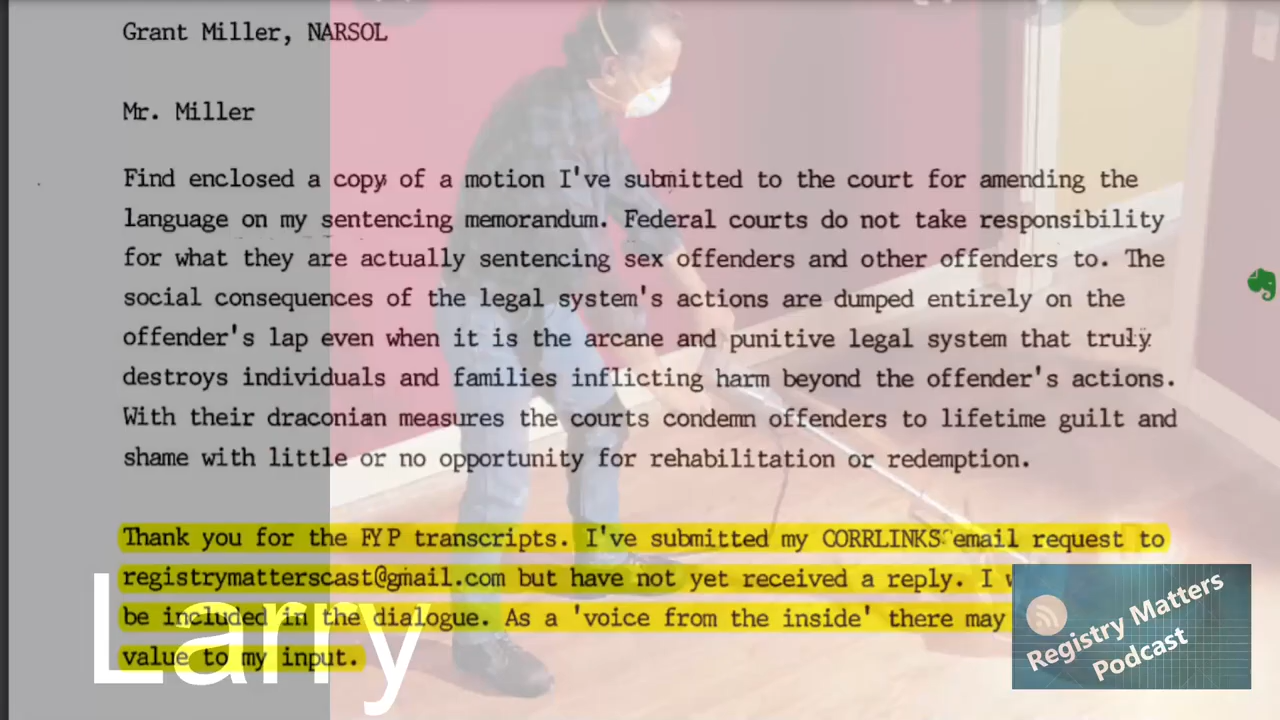 Grant Miller, NARSOL
Mr. Miller
Find enclosed a copy of a motion I've submitted to the court for amending the
language on my sentencing memorandum. Federal courts do not take responsibility
for what they are actually sentencing sex offenders and other offenders to. The
social consequences of the legal system's actions are dumped entirely on the
offender's lap even when it is the arcane and punitive legal system that truly
destroys individuals and families inflicting harm beyond the offender's actions.
With their draconian measures the courts condemn offenders to lifetime guilt and
shame with little or no opportunity for rehabilitation or redemption.
Thank you for the FYP transcripts. I've submitted my CORRLINKS email request to
registrymatterscast@gmail.com but have not yet received a reply. I
be included in the dialogue. As a 'voice from the inside' there may
value to my input.
Larry
Registry Matters
Podcast